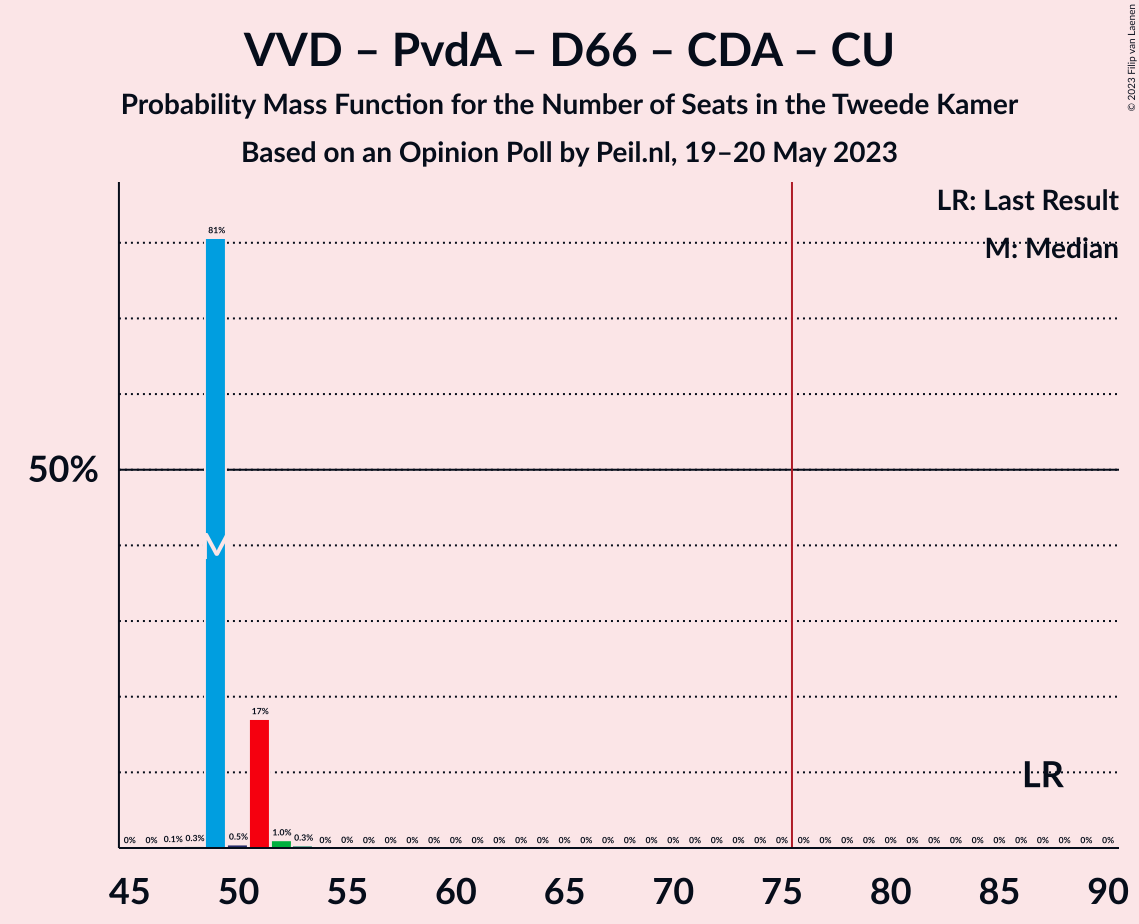 VVD – PvdA – D66 – CDA – CU
Probability Mass Function for the Number of Seats in the Tweede Kamer
Based on an Opinion Poll by Peil.nl, 19–20 May 2023
© 2023 Filip van Laenen
LR: Last Result
M: Median
50%
81%
M
17%
LR
0% 0% 0.1% 0.3% 0.5% 1.0% 0.3% 0% 0% 0% 0% 0% 0% 0% 0% 0% 0% 0% 0% 0% 0% 0% 0% 0% 0% 0% 0% 0% 0% 0% 0% 0% 0% 0% 0% 0% 0% 0% 0% 0% 0% 0% 0% 0%
45 50 55 60 65 70 75 80 85 90